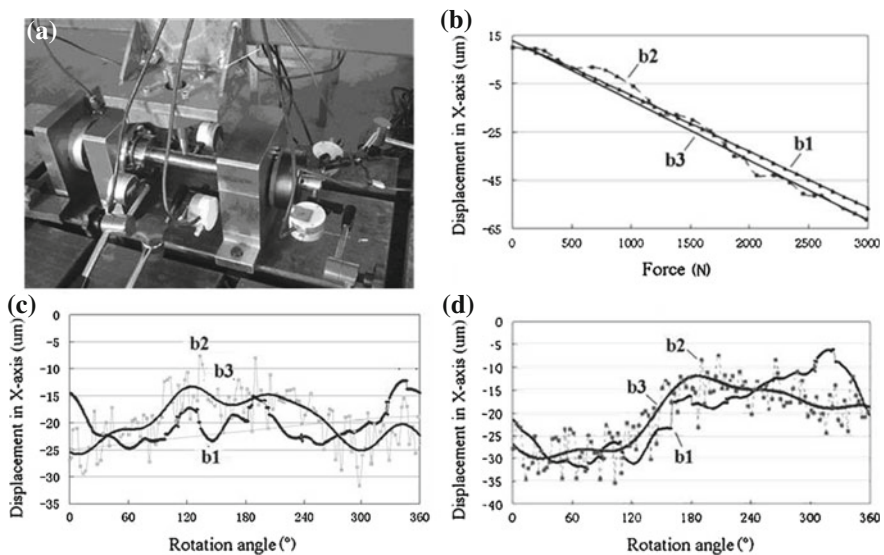 (a)
(b)
Displacement in X-axis (um)
15
-5
-25
-45
-65
b2
b1
b3
0
500
1000
1500
2000
2500
3000
Force (N)
(c)
Displacement in X-axis (um)
0
-5
-10
-15
-20
-25
-30
-35
b2
b3
b1
0
60
120
180
240
300
360
Rotation angle(°)
(d)
Displacement in X-axis (um)
0
-5
-10
-15
-20
-25
-30
-35
-40
b2
b3
b1
0
60
120
180
240
300
360
Rotation angle(°)